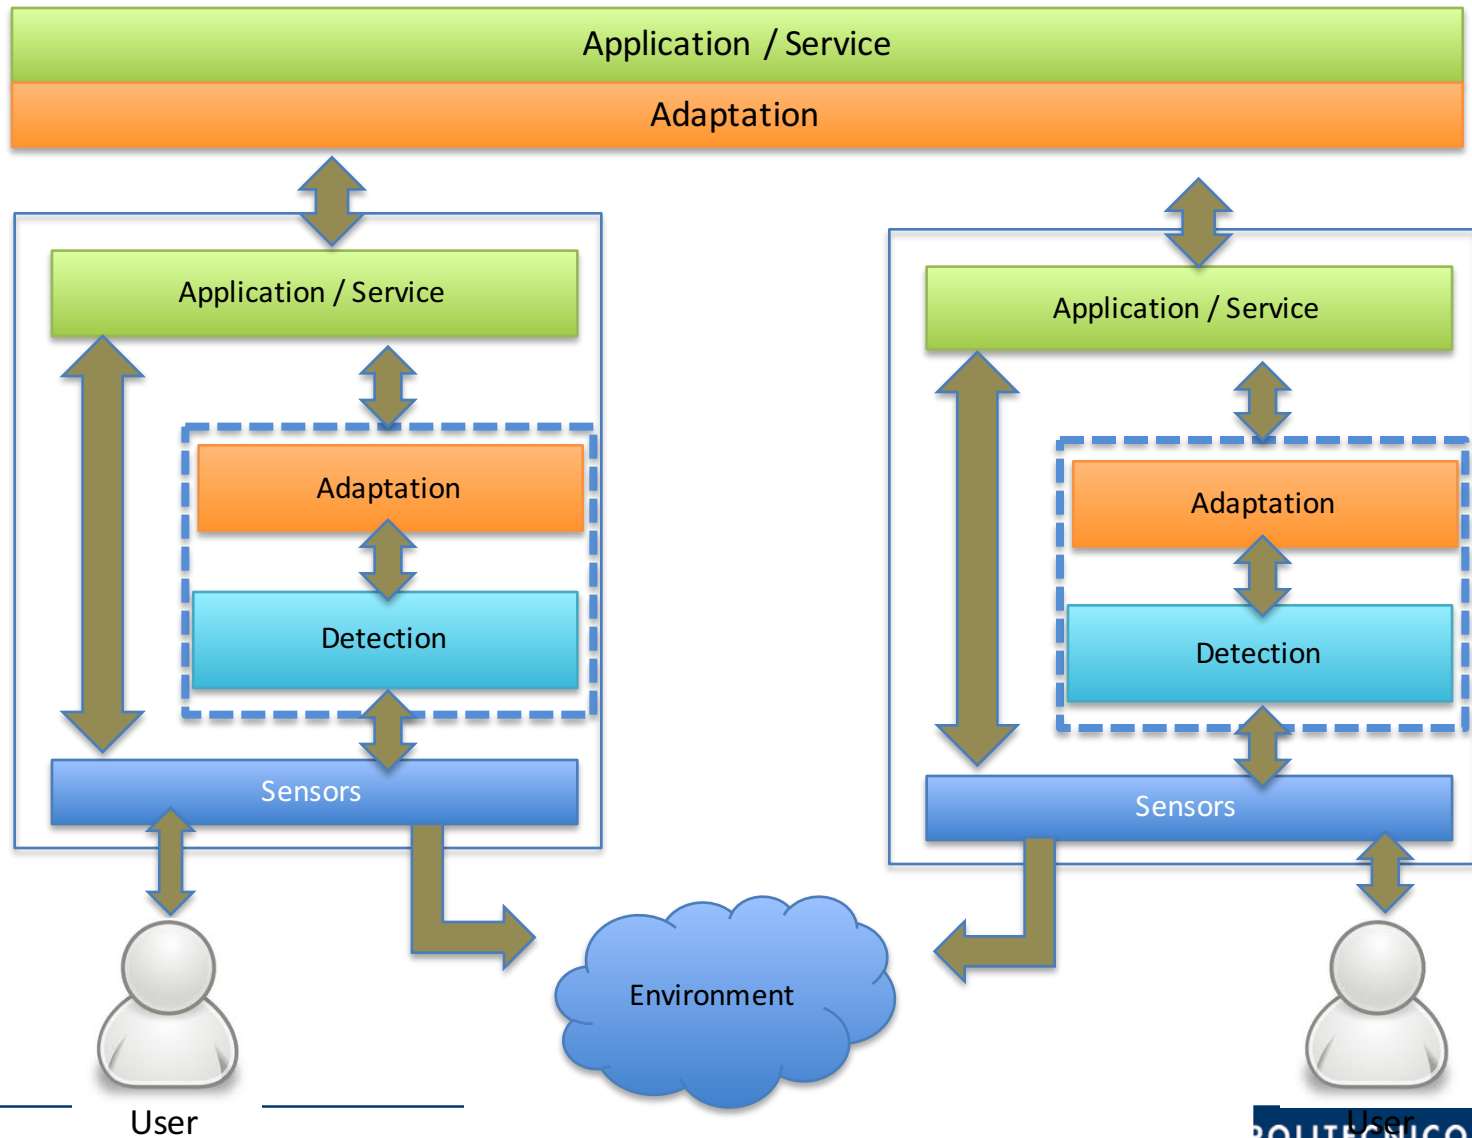 Application / Service
Adaptation
Application / Service
Application / Service
Adaptation
Adaptation
Detection
Detection
Sensors
Sensors
Environment
User
User